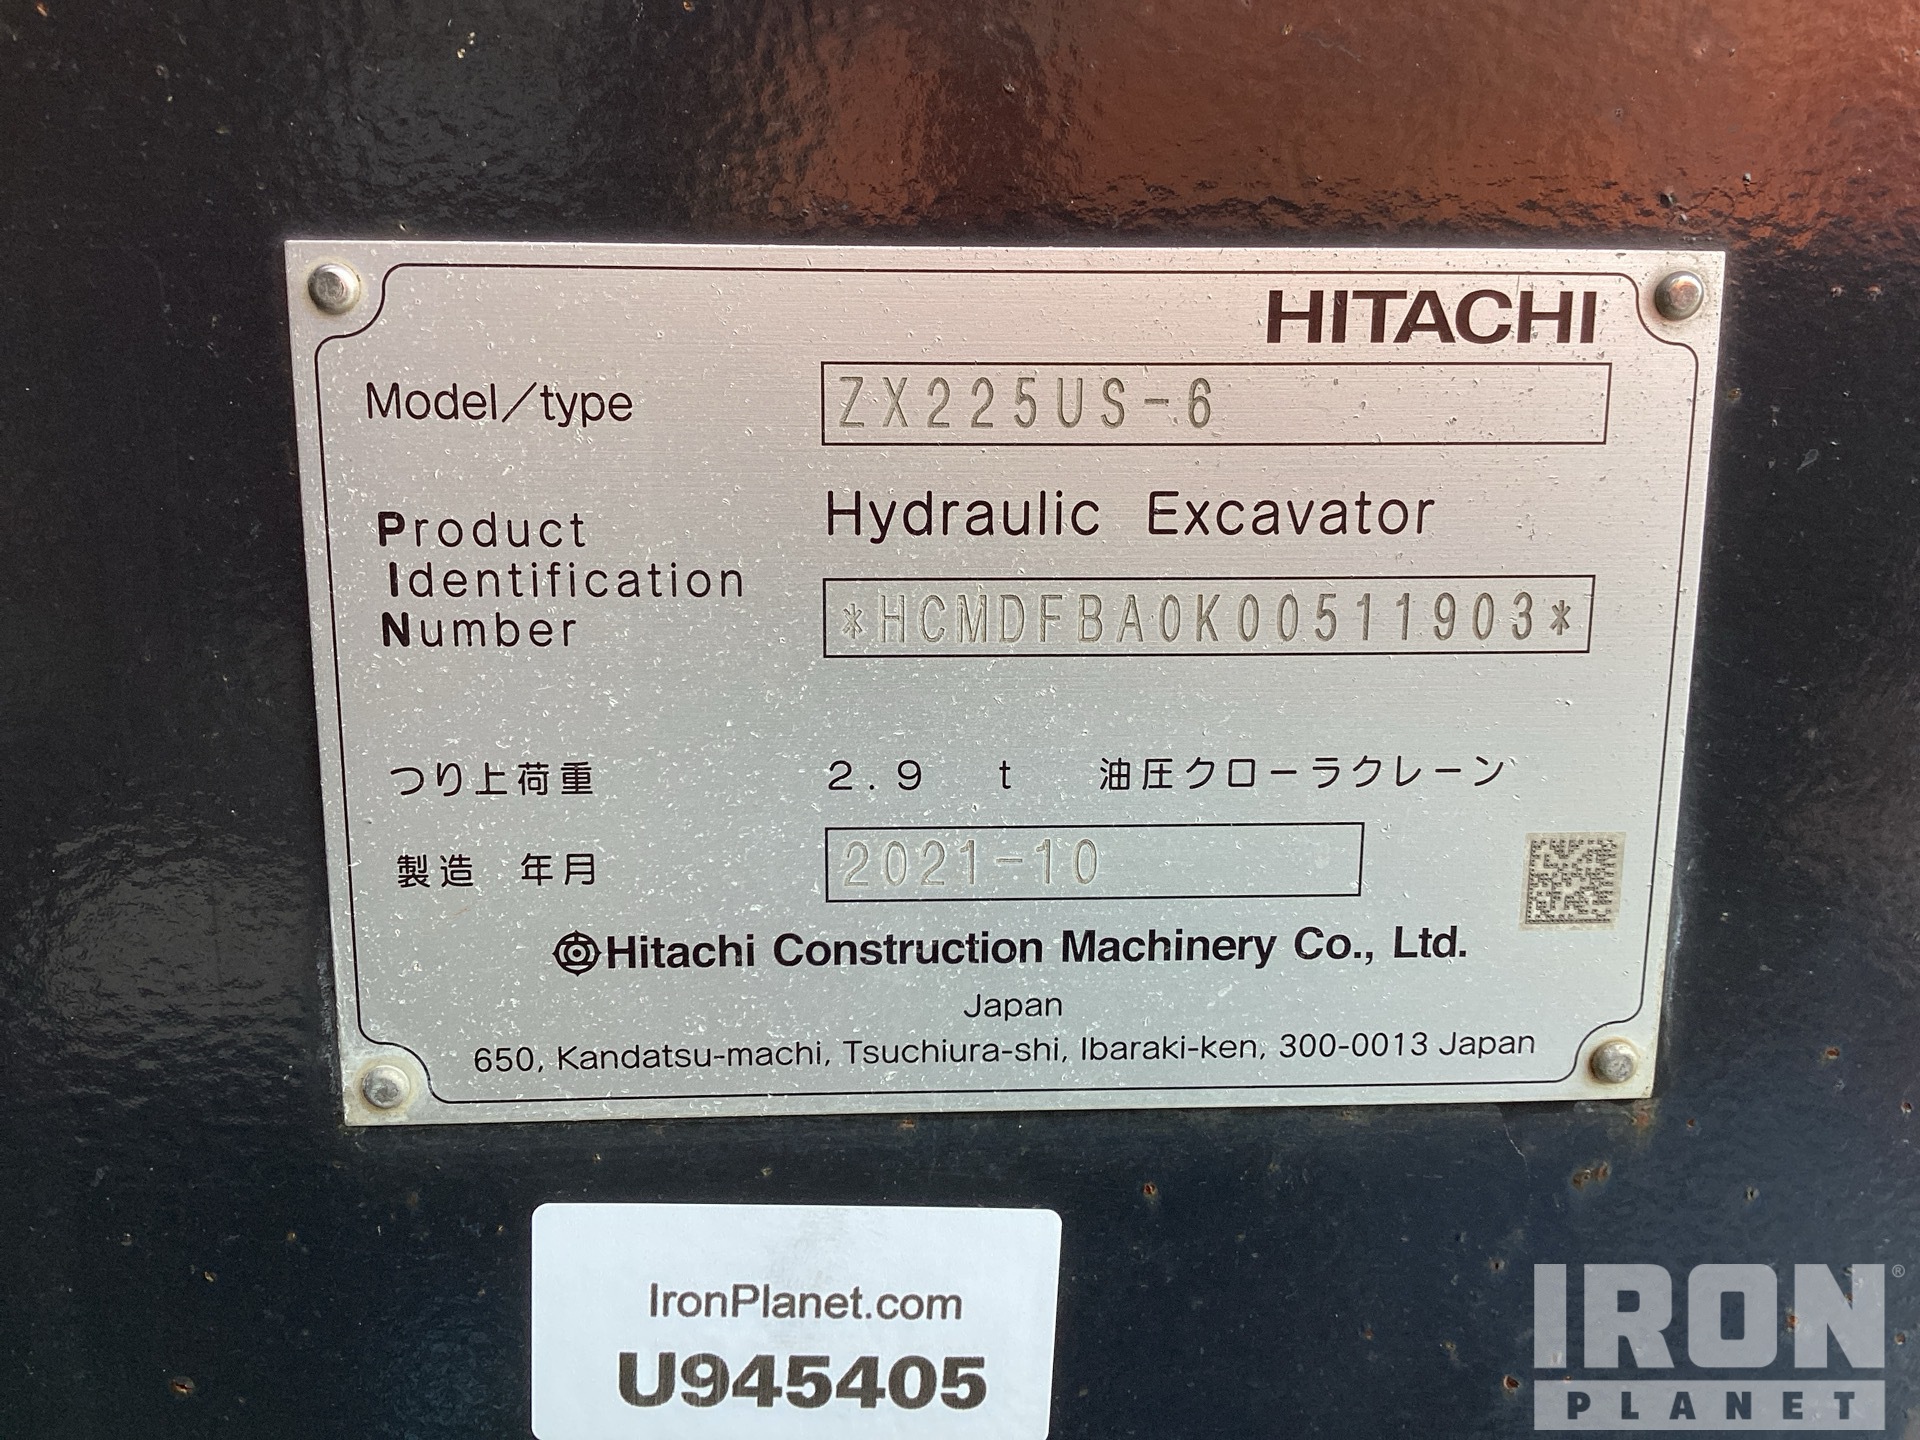 HITACHI
Model/type ZX225US-6
Hydraulic Excavator
Product
Identification
Number *HCMDFBA0K00511903*
つり上荷重 2.9 t 油圧クローラクレーン
製造 年月 2021-10
Hitachi Construction Machinery Co., Ltd.
Japan
650, Kandatsu-machi, Tsuchiura-shi, Ibaraki-ken, 300-0013 Japan
IronPlanet.com
U945405
IRON®
PLANET